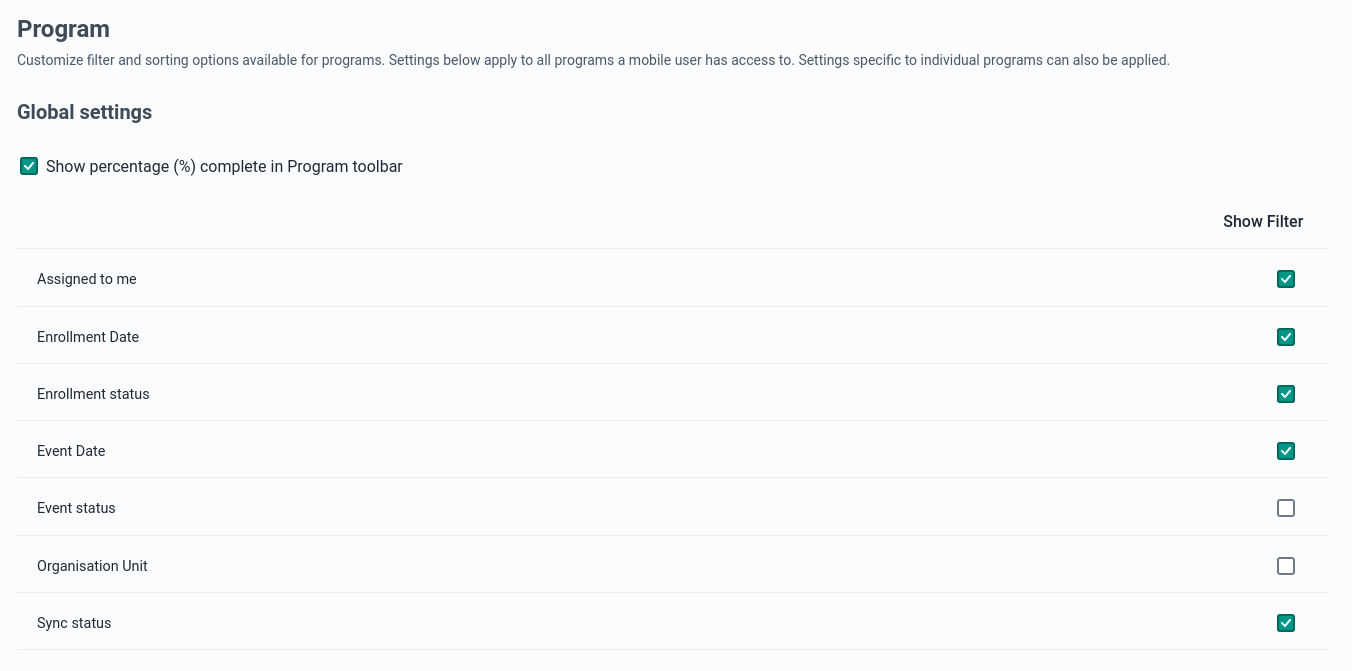 Program
Customize filter and sorting options available for programs. Settings below apply to all programs a mobile user has access to. Settings specific to individual programs can also be applied.
Global settings
Show percentage (%) complete in Program toolbar
Show Filter
Assigned to me
Enrollment Date
Enrollment status
Event Date
Event status
Organisation Unit
Sync status